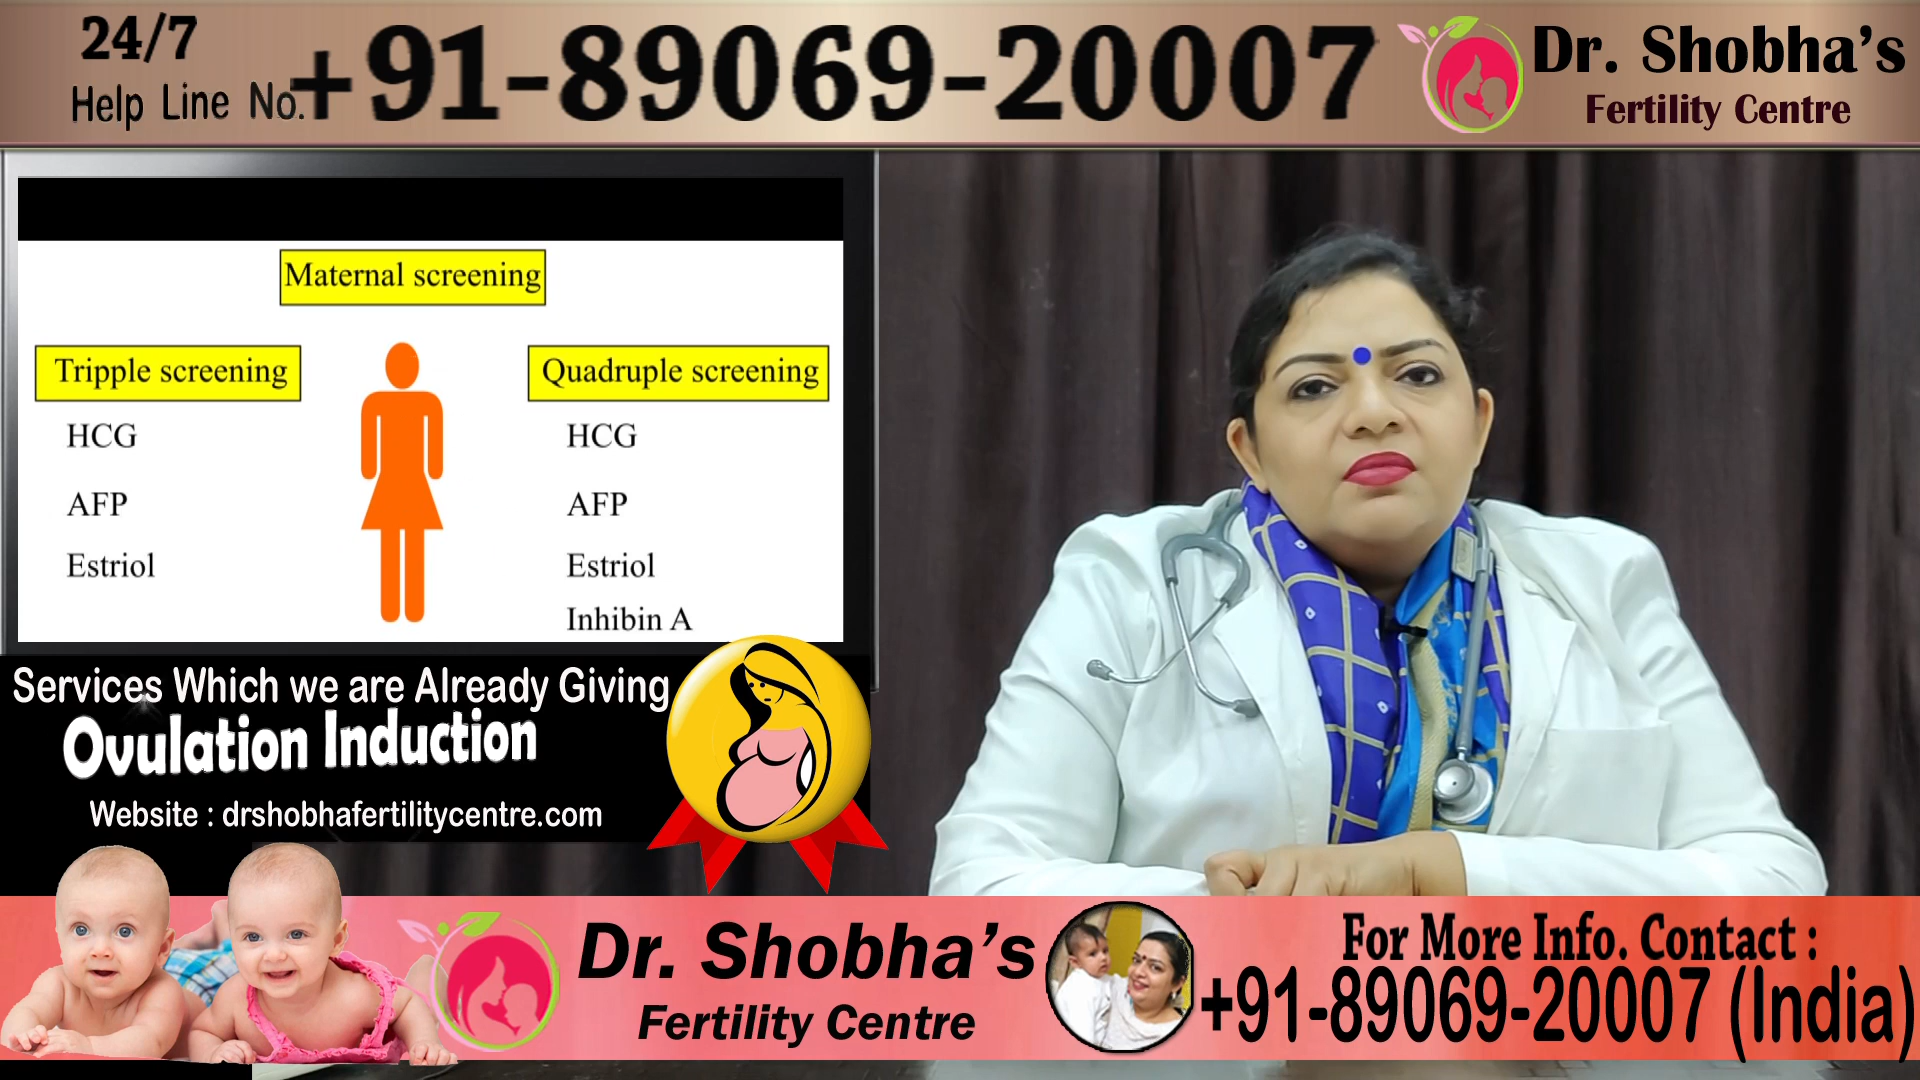 24/7
Help Line No.
+91-89069-20007
Dr. Shobha's
Fertility Centre
Maternal screening
Tripple screening
HCG
AFP
Estriol
Quadruple screening
HCG
AFP
Estriol
Inhibin A
Services Which we are Already Giving
Ovulation Induction
Website : drshobhafertilitycentre.com
Dr. Shobha's
Fertility Centre
For More Info. Contact :
+91-89069-20007 (India)